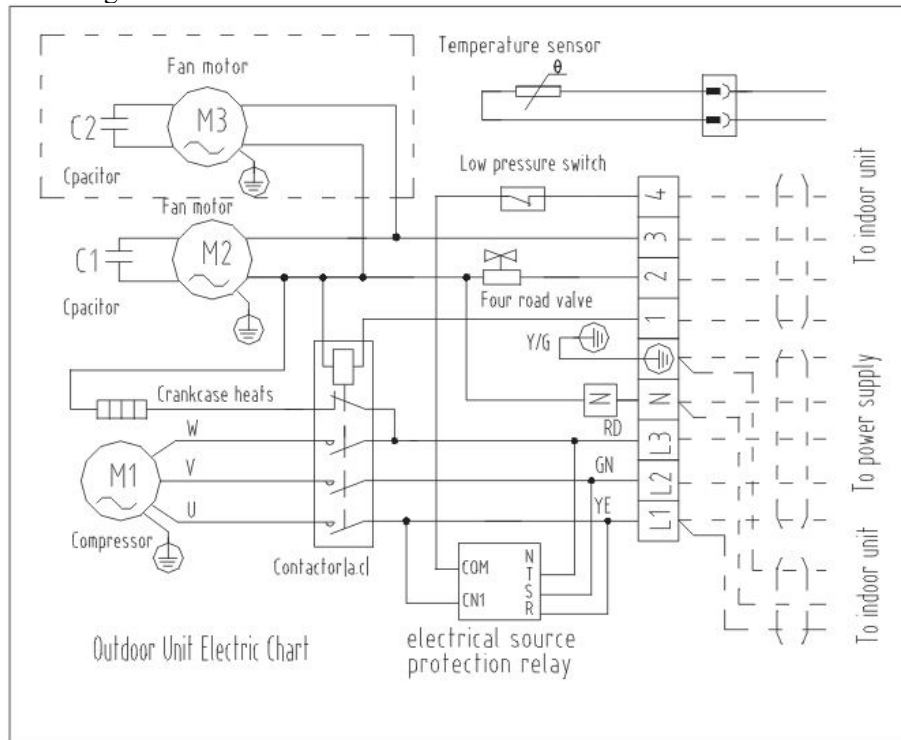 Temperature sensor
θ
Fan motor
M3
C2
Cpacitor
Low pressure switch
4
3
2
1
N
L3
L2
L1
To indoor unit
To power supply
To indoor unit
Fan motor
M2
C1
Cpacitor
Four road valve
Y/G
N
Crankcase heats
RD
GN
YE
W
V
U
M1
Compressor
Contactor|a.c|
COM
CN1
N
T
S
R
electrical source
protection relay
Outdoor Unit Electric Chart